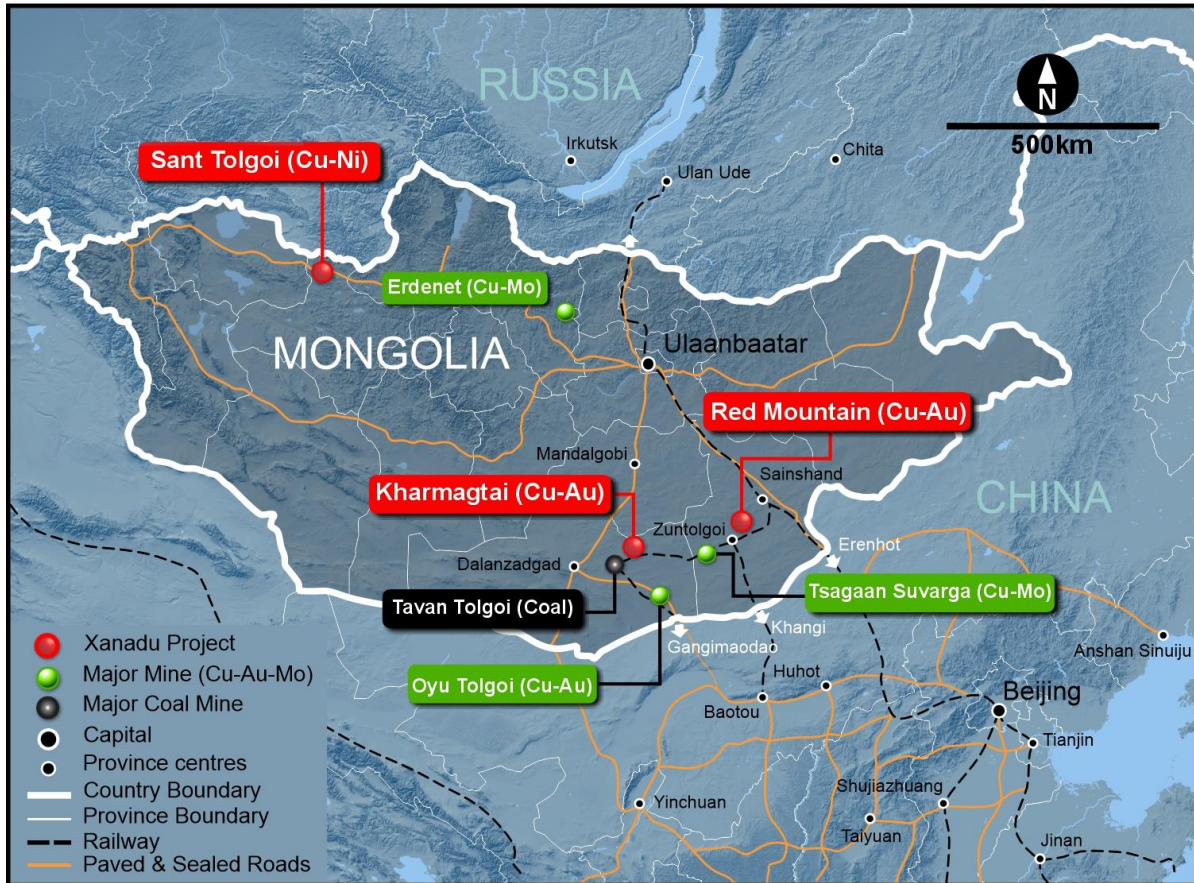 RUSSIA
N
500km
Irkutsk
Chita
Ulan Ude
Sant Tolgoi (Cu-Ni)
Erdenet (Cu-Mo)
MONGOLIA
Ulaanbaatar
Red Mountain (Cu-Au)
Mandalgobi
Sainshand
Kharmagtai (Cu-Au)
CHINA
Zuntolgoi
Erenhot
Dalanzadgad
Tavan Tolgoi (Coal)
Tsagaan Suvarga (Cu-Mo)
Khangi
Gangimaodao
Oyu Tolgoi (Cu-Au)
Huhot
Anshan Sinuiju
Baotou
Beijing
Tianjin
Shujiazhuang
Yinchuan
Taiyuan
Jinan
Xanadu Project
Major Mine (Cu-Au-Mo)
Major Coal Mine
Capital
Province centres
Country Boundary
Province Boundary
Railway
Paved & Sealed Roads